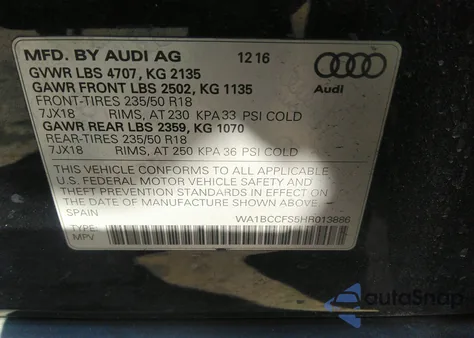 MFD. BY AUDI AG 12 16
GVWR LBS 4707, KG 2135
GAWR FRONT LBS 2502, KG 1135
FRONT-TIRES 235/50 R18
7JX18 RIMS, AT 230 KPA 33 PSI COLD
GAWR REAR LBS 2359, KG 1070
REAR-TIRES 235/50 R18
7JX18 RIMS, AT 250 KPA 36 PSI COLD
Audi
THIS VEHICLE CONFORMS TO ALL APPLICABLE
U.S. FEDERAL MOTOR VEHICLE SAFETY AND
THEFT PREVENTION STANDARDS IN EFFECT ON
THE DATE OF MANUFACTURE SHOWN ABOVE.
SPAIN WA1BCCFS5HR013686
TYPE:
MPV
autoSnap